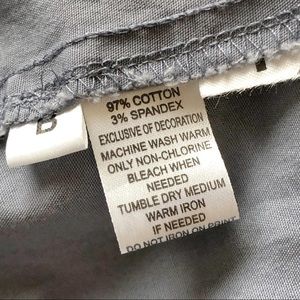 97% COTTON
3% SPANDEX
EXCLUSIVE OF DECORATION
MACHINE WASH WARM
ONLY NON-CHLORINE
BLEACH WHEN
NEEDED
TUMBLE DRY MEDIUM
WARM IRON
IF NEEDED
DO NOT IRON ON PRINT